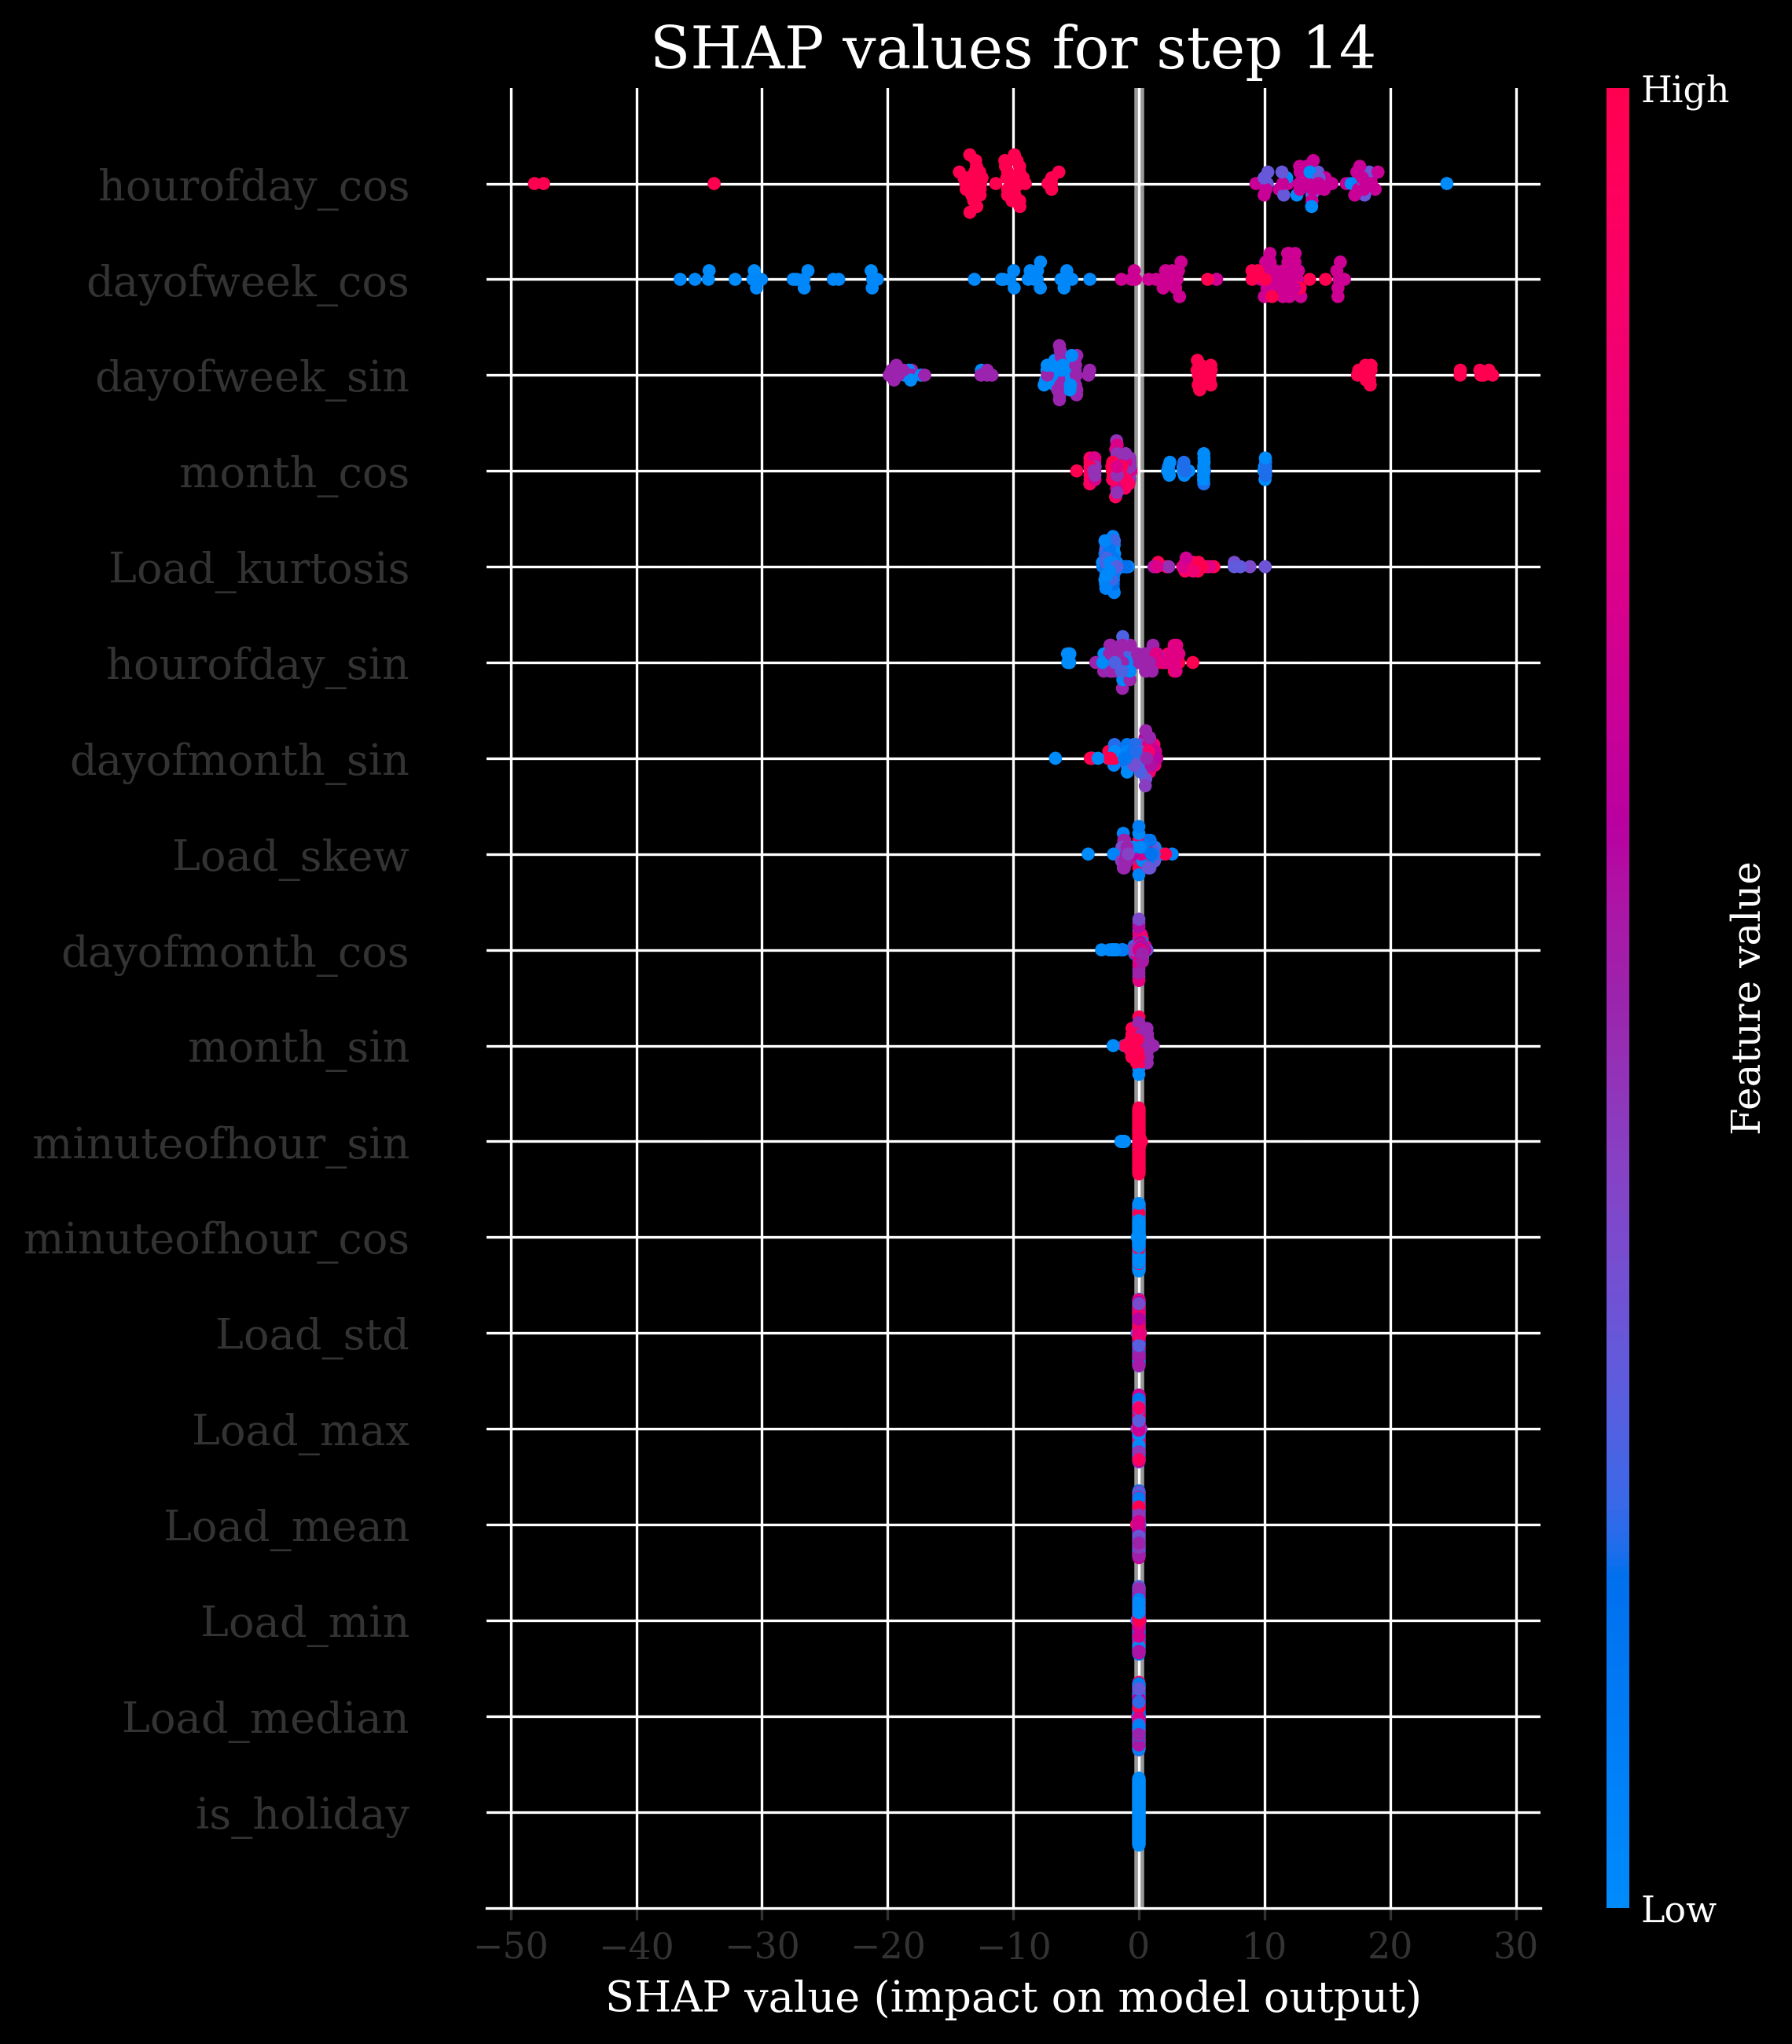 SHAP values for step 14
High
hourofday_cos
dayofweek_cos
dayofweek_sin
month_cos
Load_kurtosis
hourofday_sin
dayofmonth_sin
Load_skew
dayofmonth_cos
month_sin
minuteofhour_sin
minuteofhour_cos
Load_std
Load_max
Load_mean
Load_min
Load_median
is_holiday
Feature value
Low
−50 −40 −30 −20 −10 0 10 20 30
SHAP value (impact on model output)